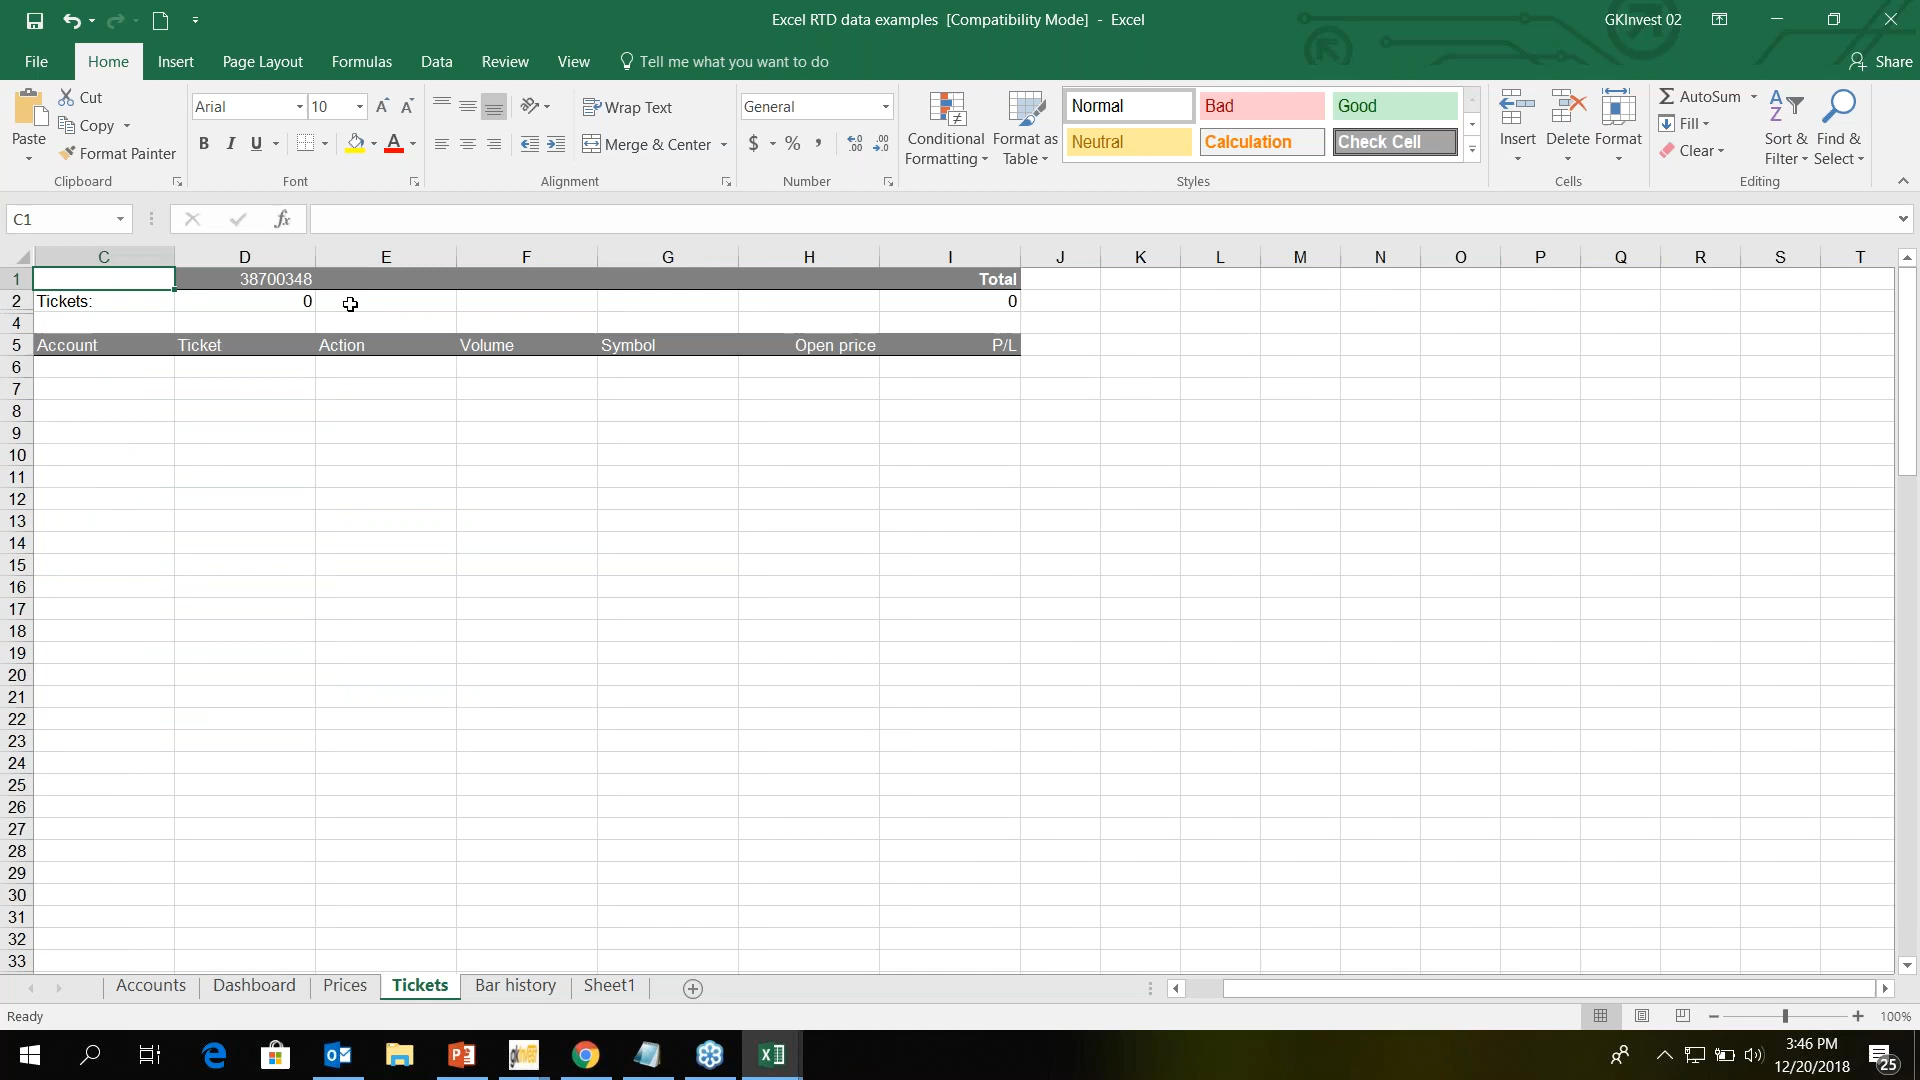 Excel RTD data examples [Compatibility Mode] - Excel
GKInvest 02
File Home Insert Page Layout Formulas Data Review View Tell me what you want to do Share
Paste
Cut
Copy
Format Painter
Clipboard
Arial 10
B I U
Font
Wrap Text
Merge & Center
Alignment
General
$ % ,
Number
Conditional Formatting
Format as Table
Normal Bad Good
Neutral Calculation Check Cell
Styles
Insert Delete Format
Cells
AutoSum
Fill
Clear
Sort & Filter
Find & Select
Editing
C1
fx
C D E F G H I J K L M N O P Q R S T
1 38700348 Total
2 Tickets: 0 0
4
5 Account Ticket Action Volume Symbol Open price P/L
6
7
8
9
10
11
12
13
14
15
16
17
18
19
20
21
22
23
24
25
26
27
28
29
30
31
32
33
Accounts Dashboard Prices Tickets Bar history Sheet1
Ready
100%
3:46 PM
12/20/2018
25